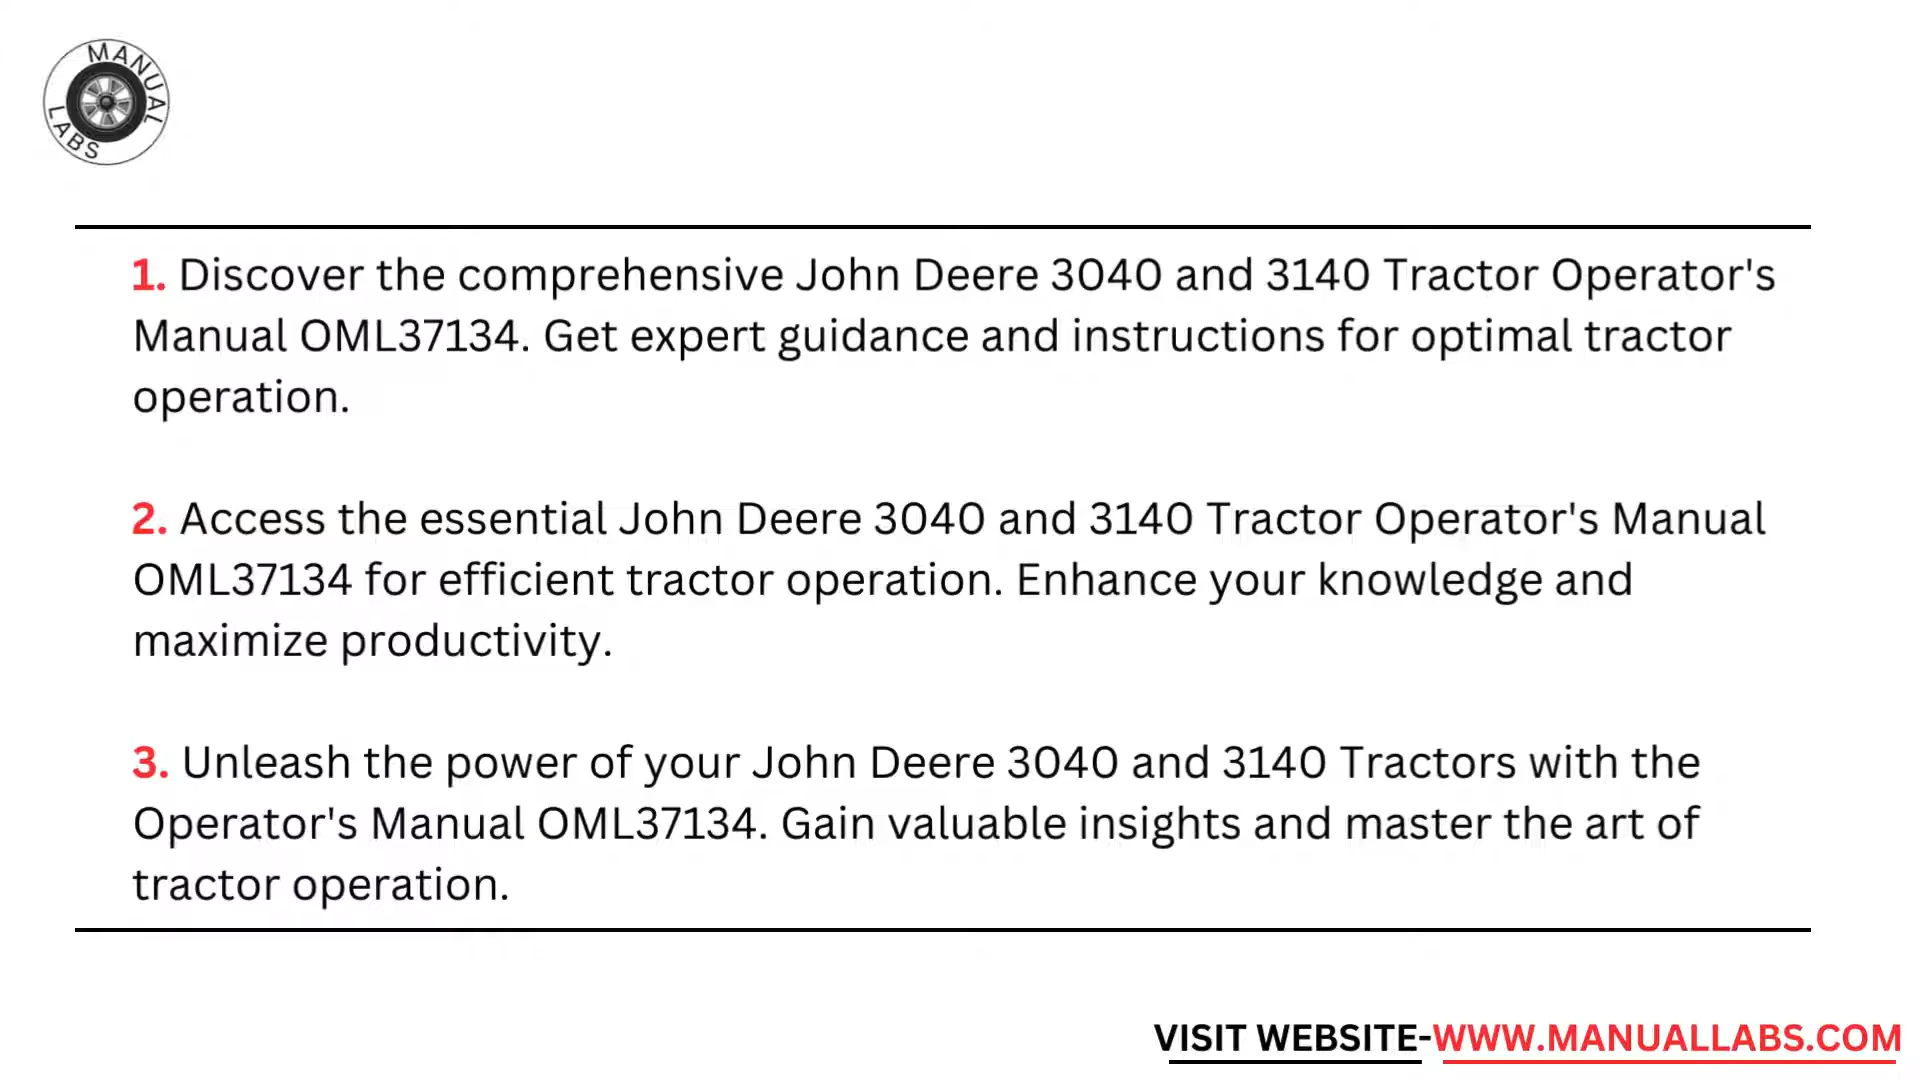 MANUAL
LABS
1. Discover the comprehensive John Deere 3040 and 3140 Tractor Operator's
Manual OML37134. Get expert guidance and instructions for optimal tractor
operation.
2. Access the essential John Deere 3040 and 3140 Tractor Operator's Manual
OML37134 for efficient tractor operation. Enhance your knowledge and
maximize productivity.
3. Unleash the power of your John Deere 3040 and 3140 Tractors with the
Operator's Manual OML37134. Gain valuable insights and master the art of
tractor operation.
VISIT WEBSITE-WWW.MANUALLABS.COM